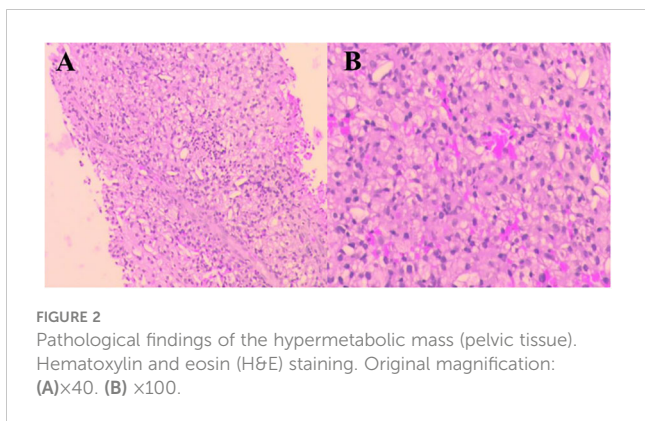 A
B
FIGURE 2
Pathological findings of the hypermetabolic mass (pelvic tissue).
Hematoxylin and eosin (H&E) staining. Original magnification:
(A)×40. (B) ×100.